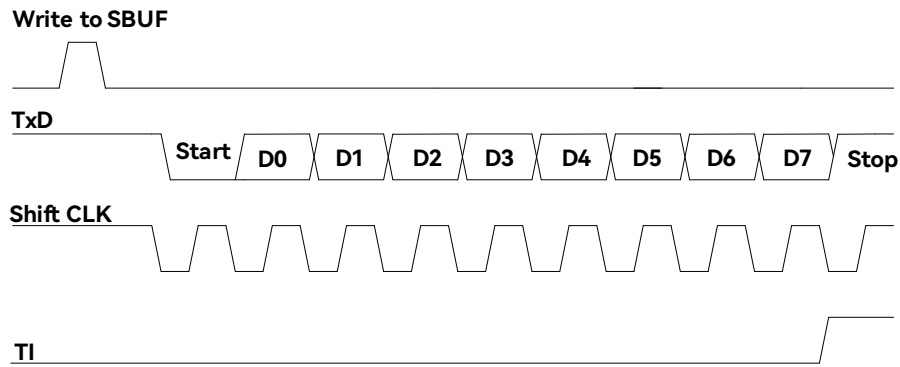 Write to SBUF
TxD
Start D0 D1 D2 D3 D4 D5 D6 D7 Stop
Shift CLK
TI